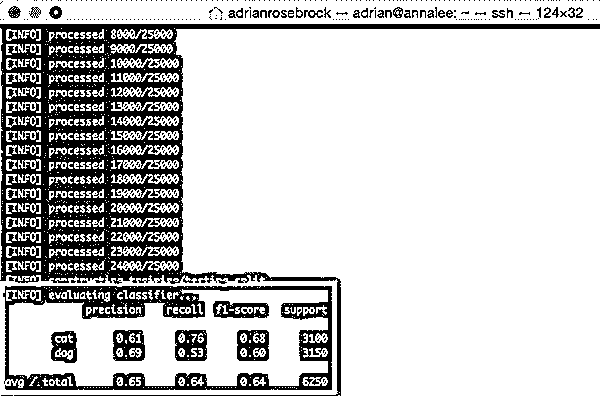 adrianrosebrock — adrian@annalee: ~ — ssh — 124×32
[INFO] processed 8000/25000
[INFO] processed 9000/25000
[INFO] processed 10000/25000
[INFO] processed 11000/25000
[INFO] processed 12000/25000
[INFO] processed 13000/25000
[INFO] processed 14000/25000
[INFO] processed 15000/25000
[INFO] processed 16000/25000
[INFO] processed 17000/25000
[INFO] processed 18000/25000
[INFO] processed 19000/25000
[INFO] processed 20000/25000
[INFO] processed 21000/25000
[INFO] processed 22000/25000
[INFO] processed 23000/25000
[INFO] processed 24000/25000
[INFO] constructing training/testing split...
[INFO] evaluating classifier...
precision recall f1-score support
cat 0.61 0.76 0.68 3100
dog 0.69 0.53 0.60 3150
avg / total 0.65 0.64 0.64 6250